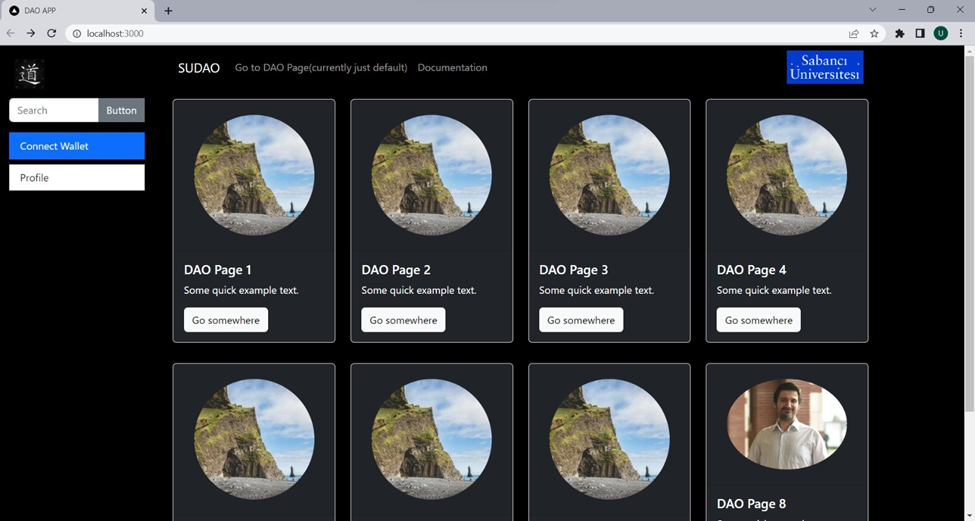 DAO APP
localhost:3000
道
SUDAO
Go to DAO Page(currently just default)
Documentation
Sabancı
Üniversitesi
Search
Button
Connect Wallet
Profile
DAO Page 1
Some quick example text.
Go somewhere
DAO Page 2
Some quick example text.
Go somewhere
DAO Page 3
Some quick example text.
Go somewhere
DAO Page 4
Some quick example text.
Go somewhere
DAO Page 8
U